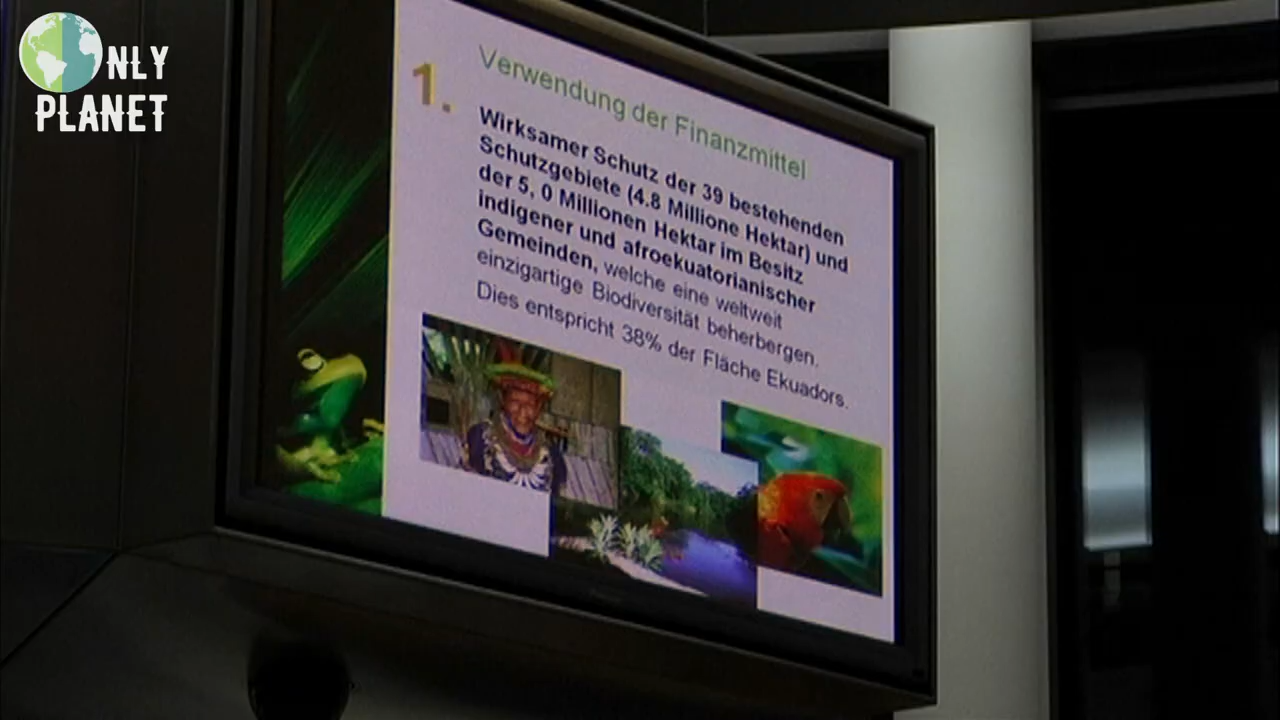 ONLY
PLANET
1.
Verwendung der Finanzmittel
Wirksamer Schutz der 39 bestehenden
Schutzgebiete (4.8 Millione Hektar) und
der 5, 0 Millionen Hektar im Besitz
indigener und afroekuatorianischer
Gemeinden, welche eine weltweit
einzigartige Biodiversität beherbergen.
Dies entspricht 38% der Fläche Ekuadors.